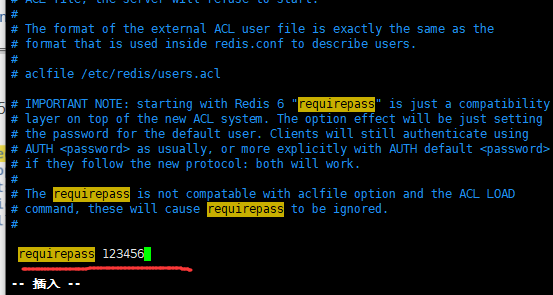 # ACL file, the server will refuse to start.
#
# The format of the external ACL user file is exactly the same as the
# format that is used inside redis.conf to describe users.
#
# aclfile /etc/redis/users.acl
# IMPORTANT NOTE: starting with Redis 6 "requirepass" is just a compatibility
# layer on top of the new ACL system. The option effect will be just setting
# the password for the default user. Clients will still authenticate using
# AUTH <password> as usually, or more explicitly with AUTH default <password>
# if they follow the new protocol: both will work.
#
# The requirepass is not compatable with aclfile option and the ACL LOAD
# command, these will cause requirepass to be ignored.
#
requirepass 123456
-- 插入 --